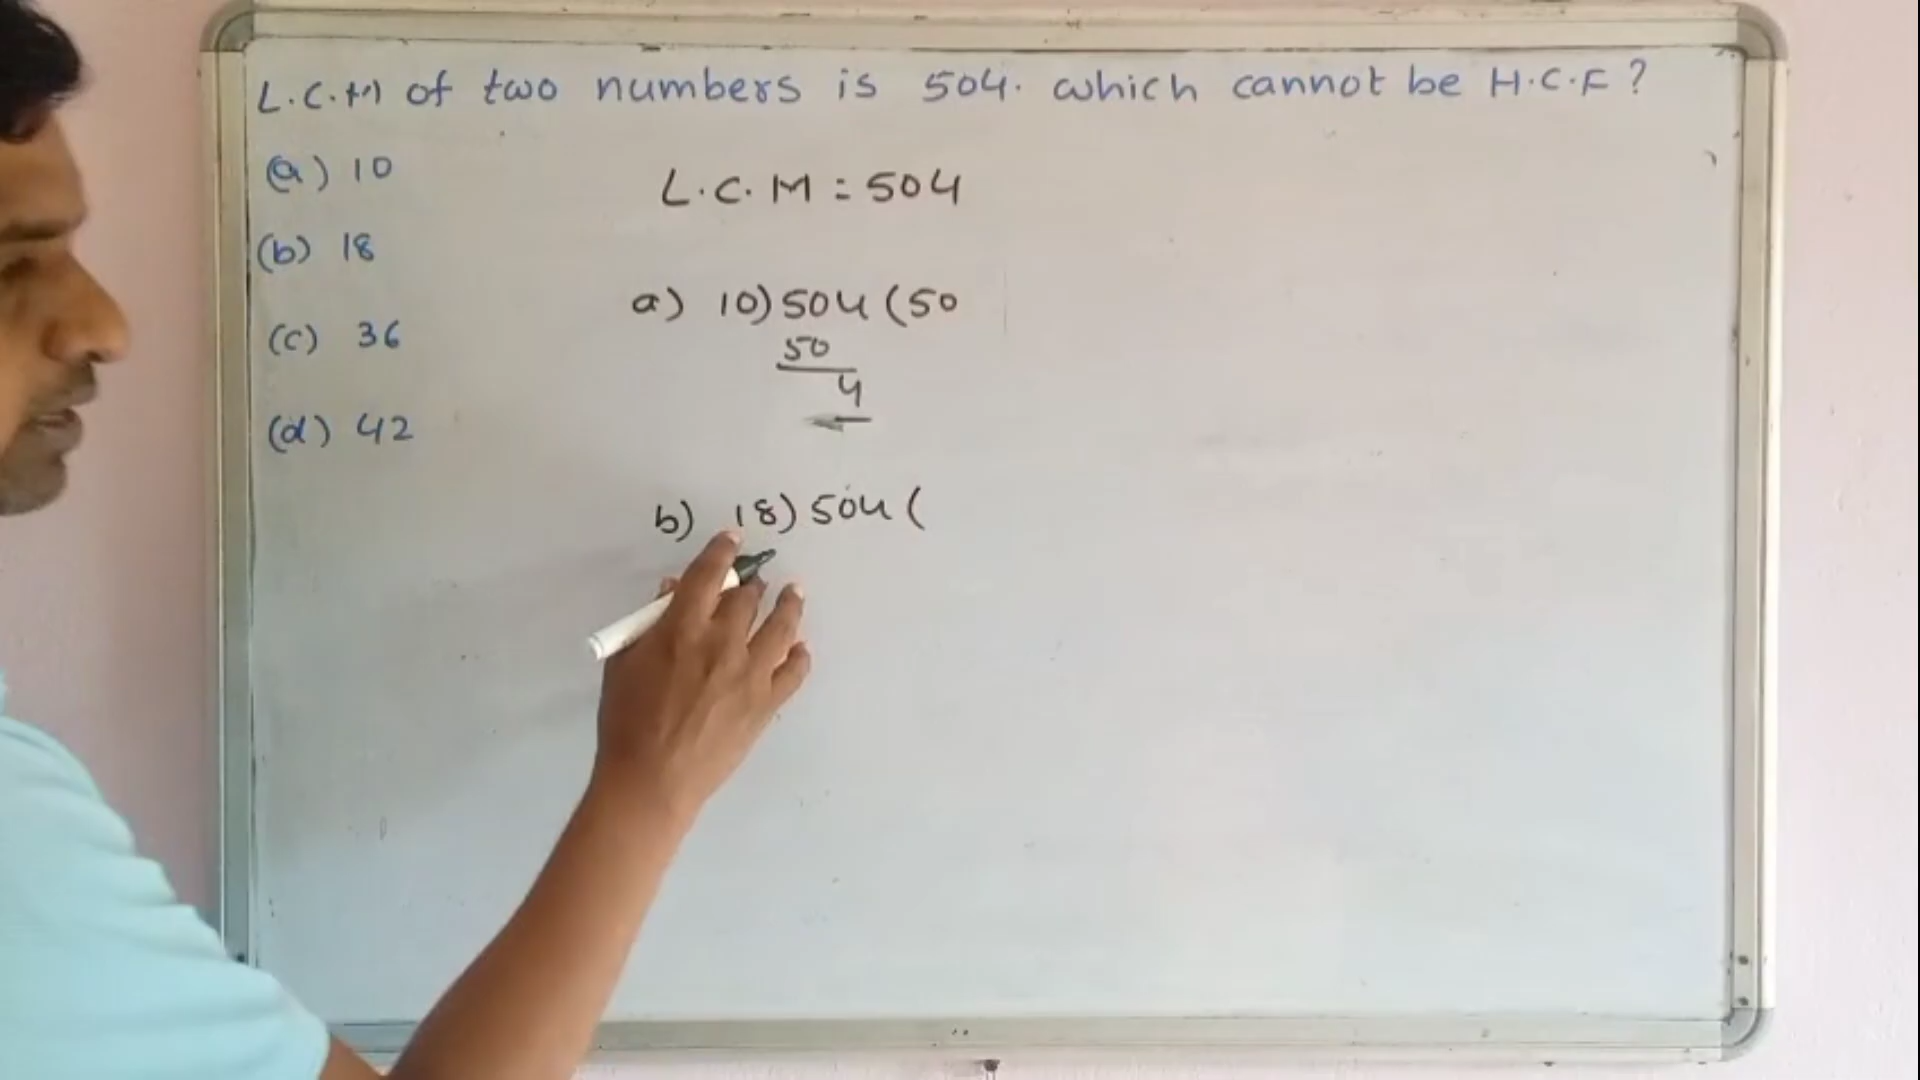 L.C.M of two numbers is 504. which cannot be H.C.F?
(a) 10
(b) 18
(c) 36
(d) 42
L.C.M = 504
a) 10)504(50
50
4
b) 18)504(